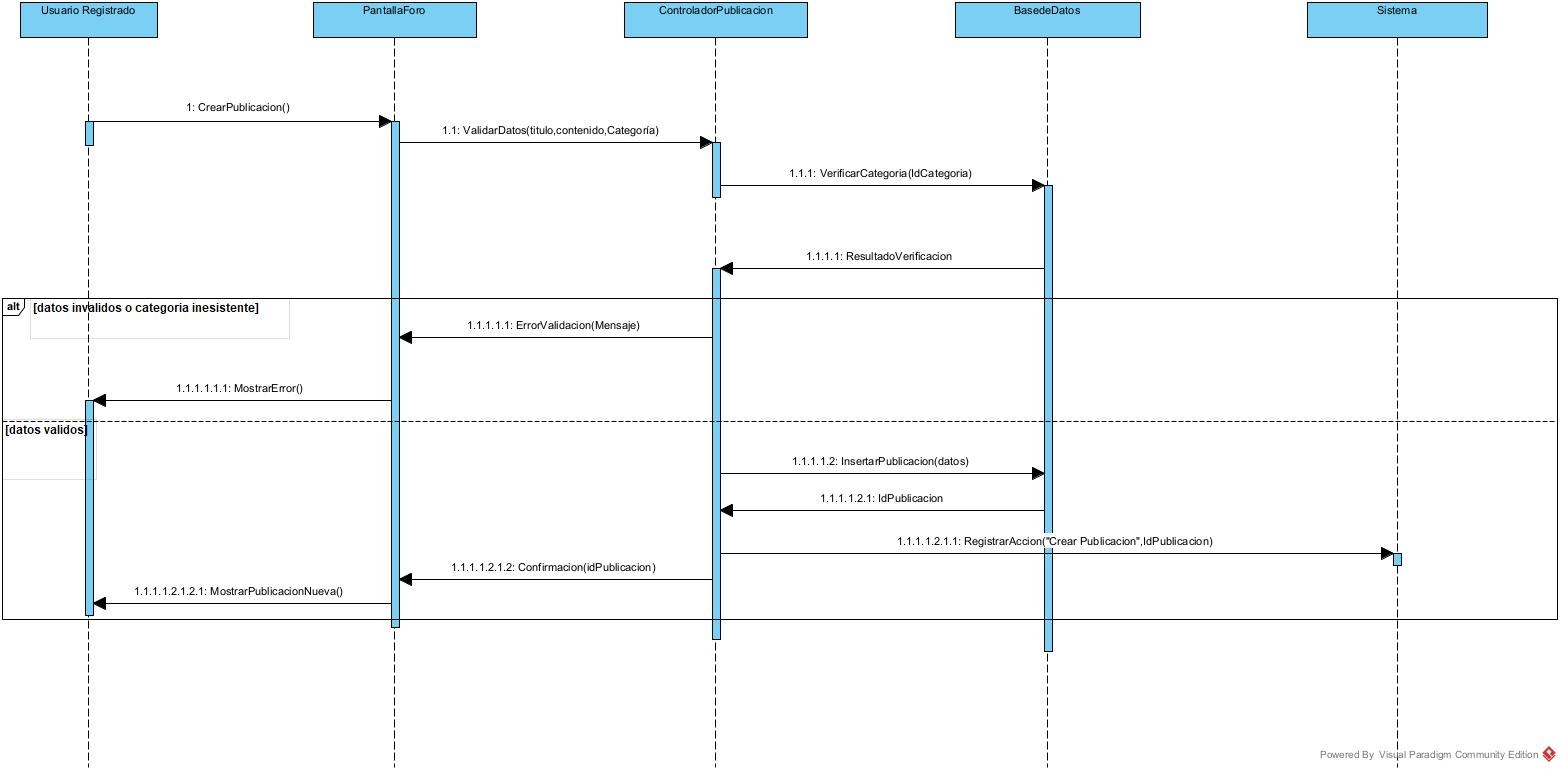 Usuario Registrado
PantallaForo
ControladorPublicacion
BasedeDatos
Sistema
1: CrearPublicacion()
1.1: ValidarDatos(titulo,contenido,Categoría)
1.1.1: VerificarCategoria(IdCategoria)
1.1.1.1: ResultadoVerificacion
alt
[datos invalidos o categoria inesistente]
1.1.1.1.1: ErrorValidacion(Mensaje)
1.1.1.1.1.1: MostrarError()
[datos validos]
1.1.1.1.2: InsertarPublicacion(datos)
1.1.1.1.2.1: IdPublicacion
1.1.1.1.2.1.1: RegistrarAccion("Crear Publicacion",IdPublicacion)
1.1.1.1.2.1.2: Confirmacion(idPublicacion)
1.1.1.1.2.1.2.1: MostrarPublicacionNueva()
Powered By Visual Paradigm Community Edition